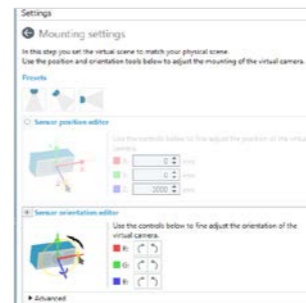 Settings
Mounting settings
In this step you set the virtual scene to match your physical scene.
Use the position and orientation tools below to adjust the mounting of the virtual camera.
Presets
Sensor position editor
Use the controls below to fine adjust the position of the virtual
camera.
0 mm
0 mm
2000 mm
Sensor orientation editor
Use the controls below to fine adjust the orientation of the
virtual camera.
R:
G:
B:
Advanced